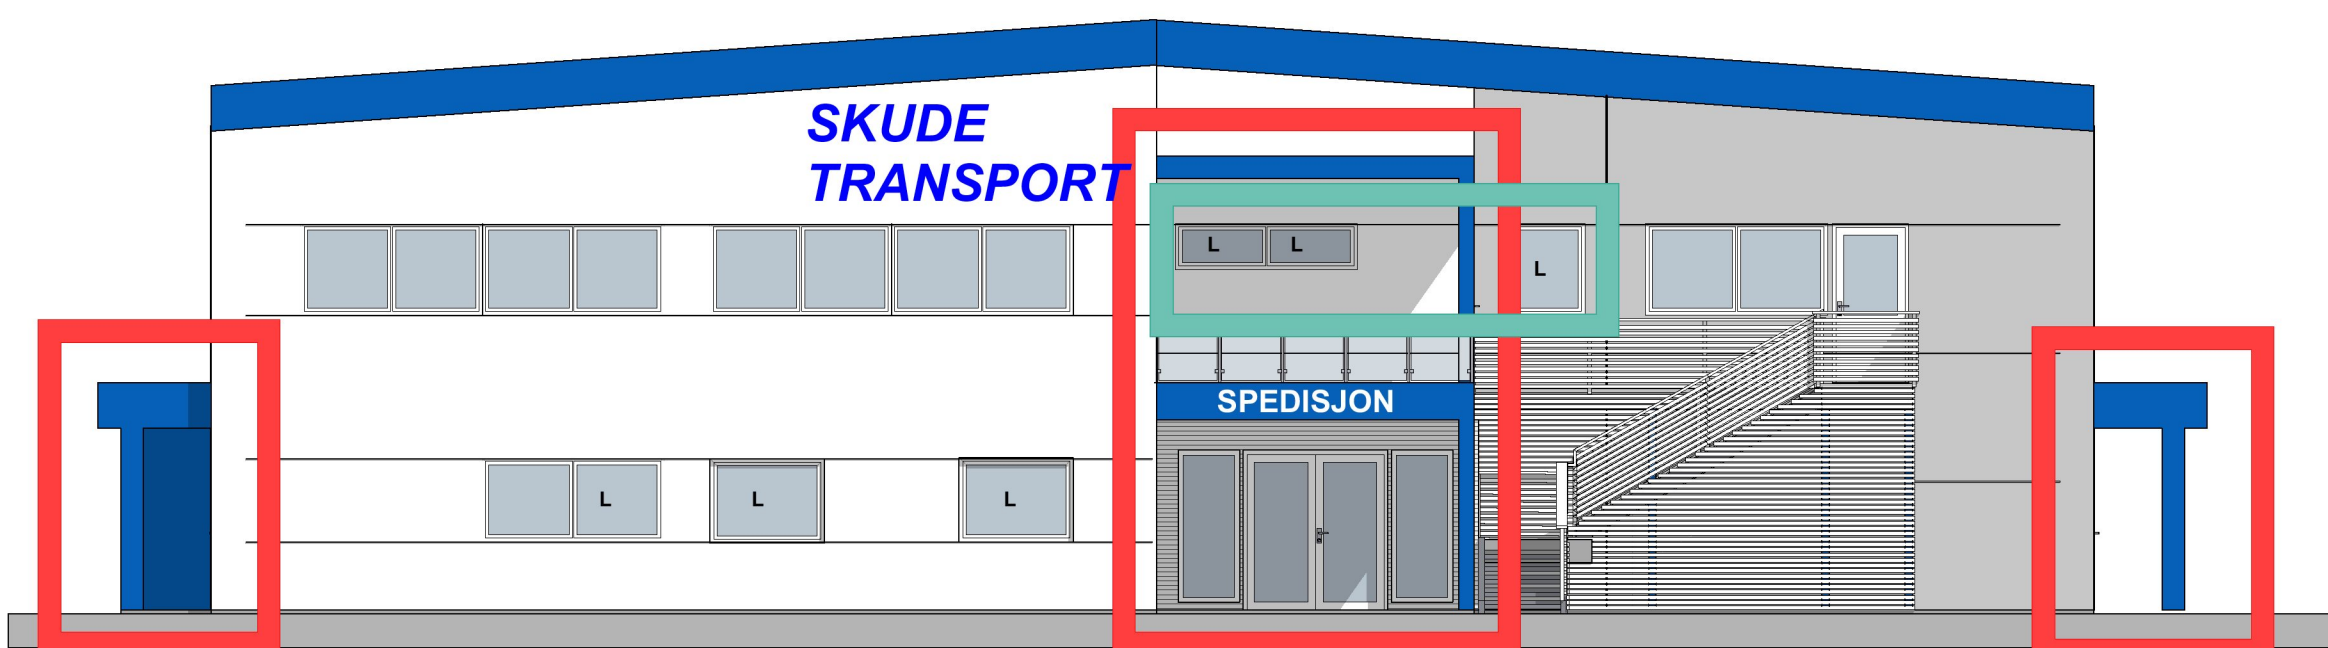 SKUDE
TRANSPORT
L L
L
SPEDISJON
L L L